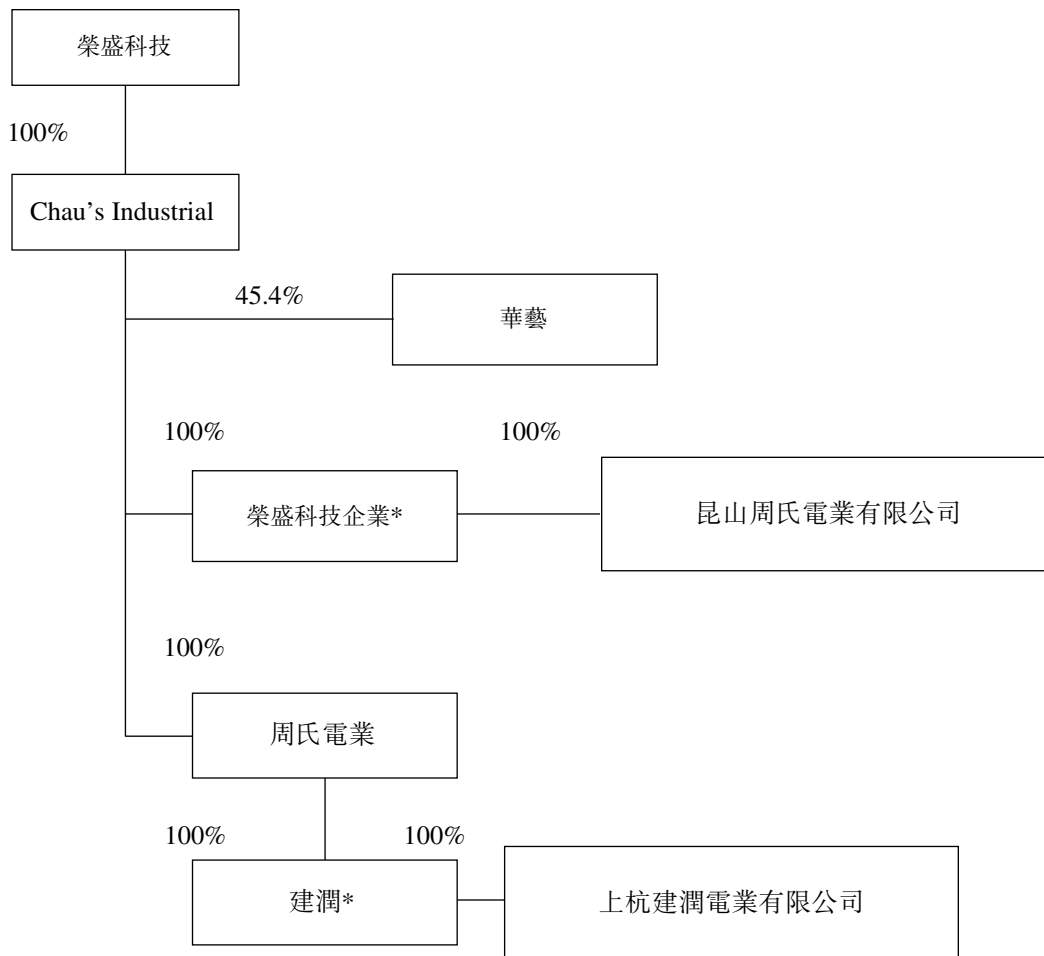 榮盛科技
100%
Chau's Industrial
45.4%
華藝
100%
100%
榮盛科技企業*
昆山周氏電業有限公司
100%
周氏電業
100%
100%
建潤*
上杭建潤電業有限公司